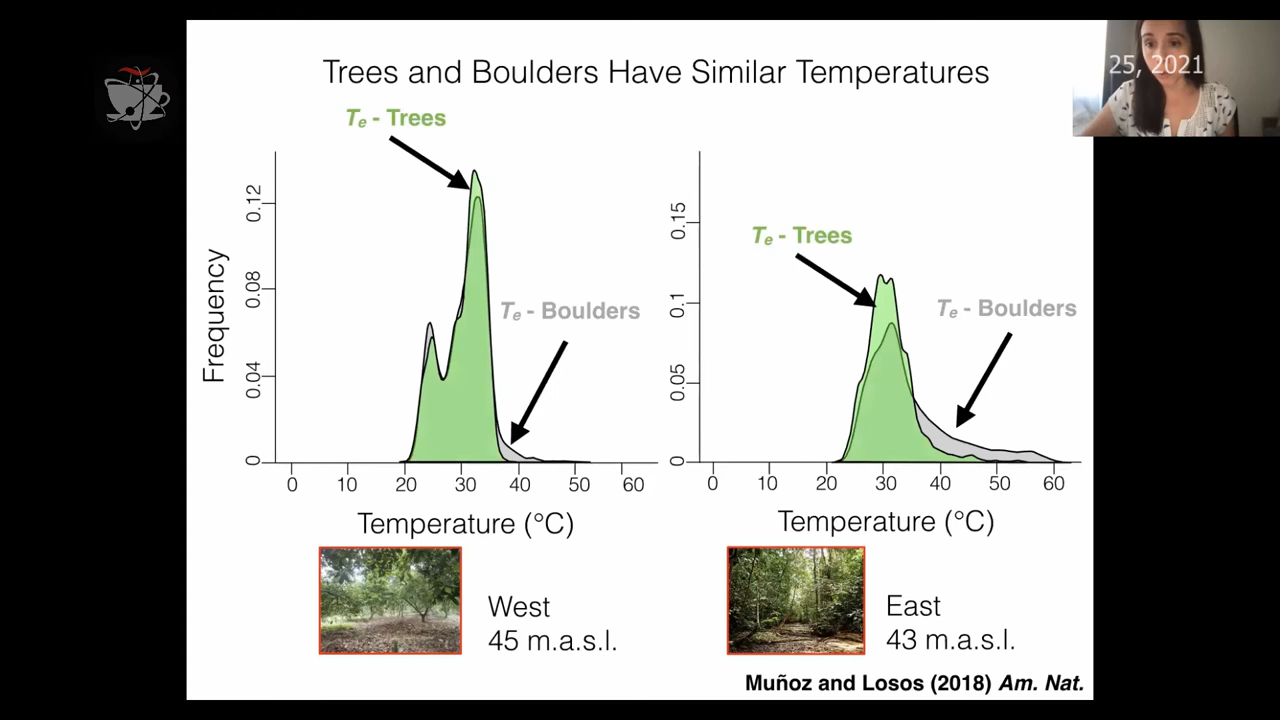 Trees and Boulders Have Similar Temperatures
25, 2021
Te - Trees
Te - Boulders
Frequency
0.12
0.08
0.04
0
0 10 20 30 40 50 60
Temperature (°C)
Te - Trees
Te - Boulders
0.15
0.1
0.05
0
0 10 20 30 40 50 60
Temperature (°C)
West
45 m.a.s.l.
East
43 m.a.s.l.
Muñoz and Losos (2018) Am. Nat.